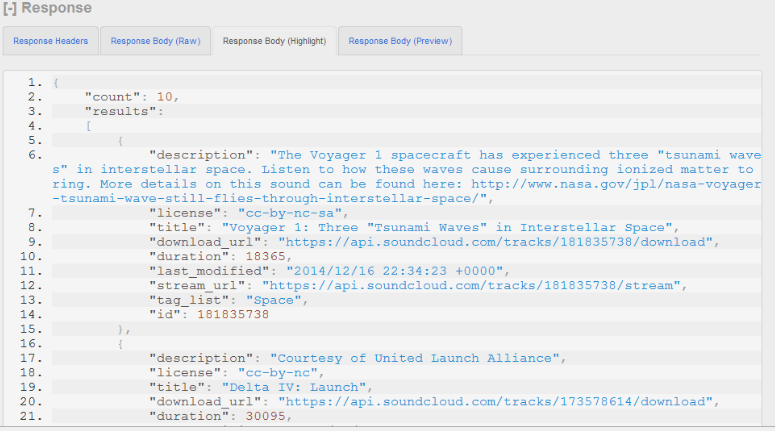 [-] Response
Response Headers Response Body (Raw) Response Body (Highlight) Response Body (Preview)
1. {
2. "count": 10,
3. "results":
4. [
5. {
6. "description": "The Voyager 1 spacecraft has experienced three "tsunami wave
s" in interstellar space. Listen to how these waves cause surrounding ionized matter to
ring. More details on this sound can be found here: http://www.nasa.gov/jpl/nasa-voyager
-tsunami-wave-still-flies-through-interstellar-space/",
7. "license": "cc-by-nc-sa",
8. "title": "Voyager 1: Three "Tsunami Waves" in Interstellar Space",
9. "download_url": "https://api.soundcloud.com/tracks/181835738/download",
10. "duration": 18365,
11. "last_modified": "2014/12/16 22:34:23 +0000",
12. "stream_url": "https://api.soundcloud.com/tracks/181835738/stream",
13. "tag_list": "Space",
14. "id": 181835738
15. },
16. {
17. "description": "Courtesy of United Launch Alliance",
18. "license": "cc-by-nc",
19. "title": "Delta IV: Launch",
20. "download_url": "https://api.soundcloud.com/tracks/173578614/download",
21. "duration": 30095,